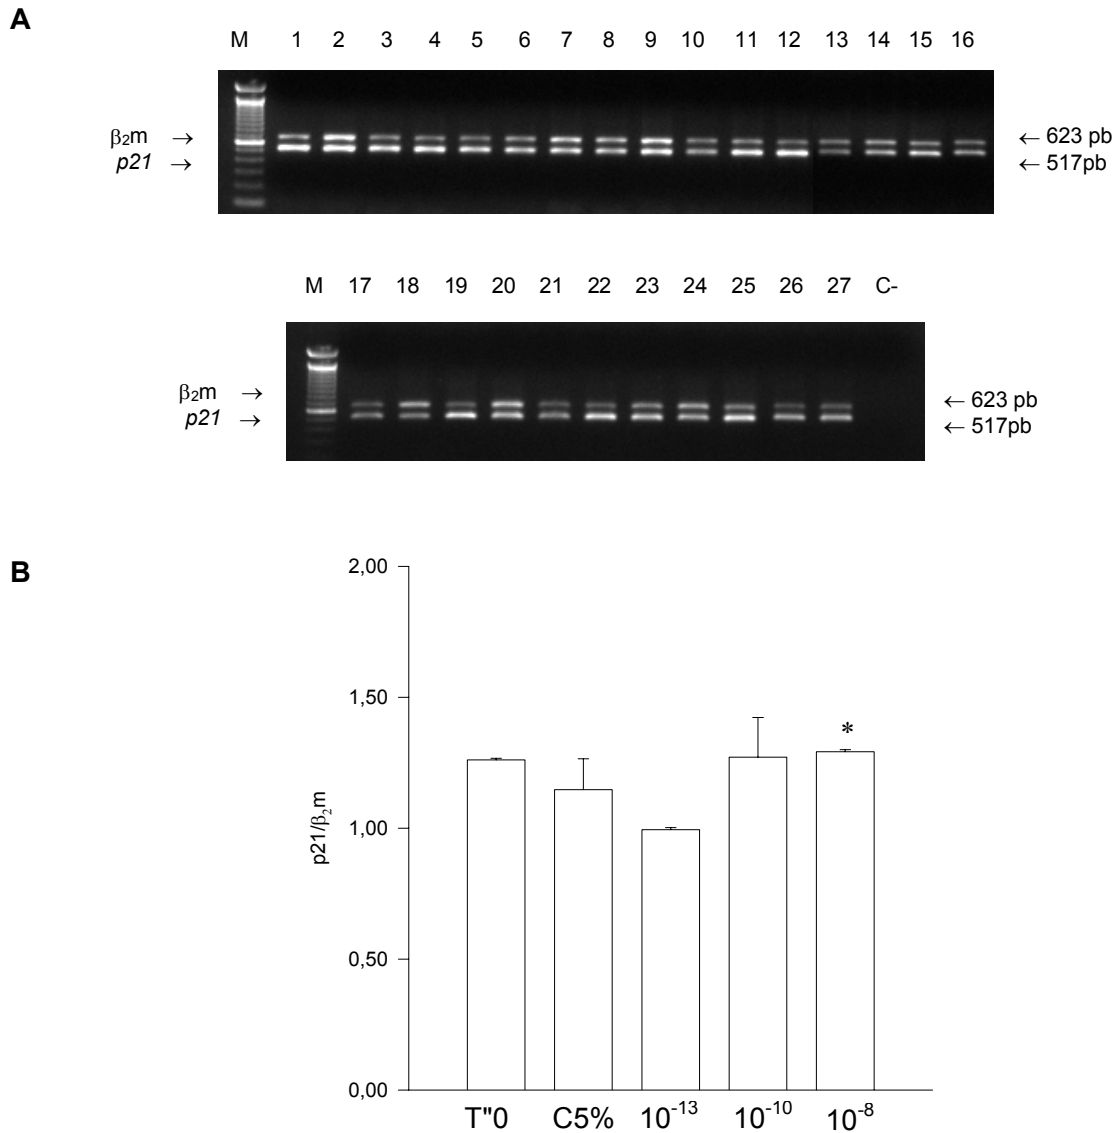 A
M 1 2 3 4 5 6 7 8 9 10 11 12 13 14 15 16
β₂m → ← 623 pb
p21 → ← 517pb
M 17 18 19 20 21 22 23 24 25 26 27 C-
β₂m → ← 623 pb
p21 → ← 517pb
B
2,00
1,50
*
1,00
p21/β₂m
0,50
0,00
T"0 C5% 10⁻¹³ 10⁻¹⁰ 10⁻⁸